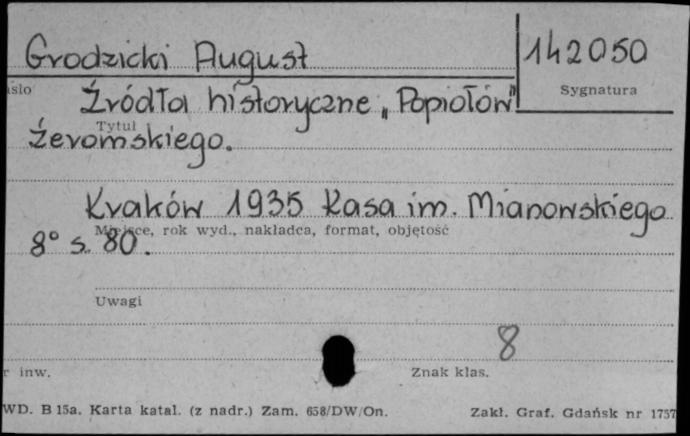 Grodzicki August
142050
Sygnatura
Źródła historyczne „Popiołów"
Tytuł
Żeromskiego.
Kraków 1935 Kasa im. Mianowskiego
Miejsce, rok wyd., nakładca, format, objętość
8° s. 80.
Uwagi
8
inw.
Znak klas.
WD. B 15a. Karta katal. (z nadr.) Zam. 658/DW/On.
Zakł. Graf. Gdańsk nr 1757